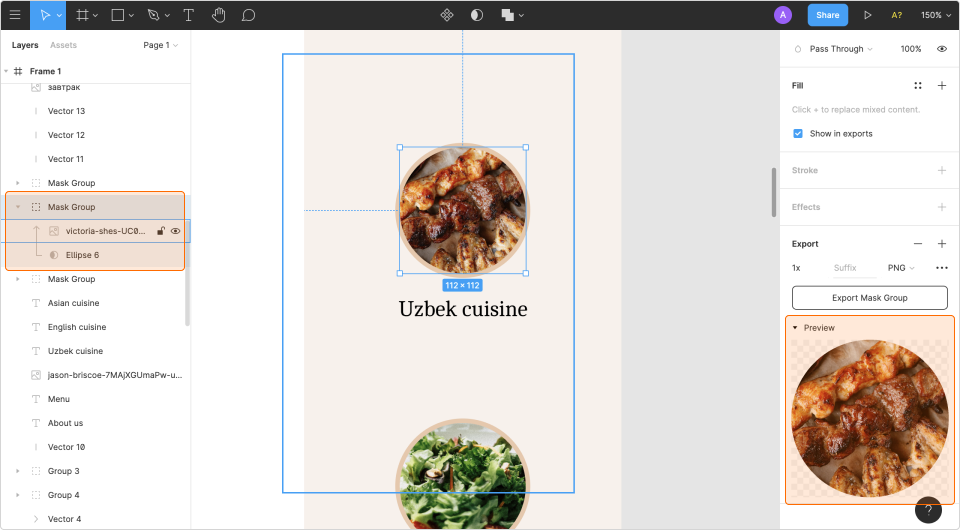 A
Share
A?
150%
Layers
Assets
Page 1
Frame 1
завтрак
Vector 13
Vector 12
Vector 11
Mask Group
Mask Group
victoria-shes-UC0...
Ellipse 6
Mask Group
Asian cuisine
English cuisine
Uzbek cuisine
jason-briscoe-7MAjXGUmaPw-u...
Menu
About us
Vector 10
Group 3
Group 4
Vector 4
112 × 112
Uzbek cuisine
Pass Through
100%
Fill
Click + to replace mixed content.
Show in exports
Stroke
Effects
Export
1x
Suffix
PNG
Export Mask Group
Preview
?